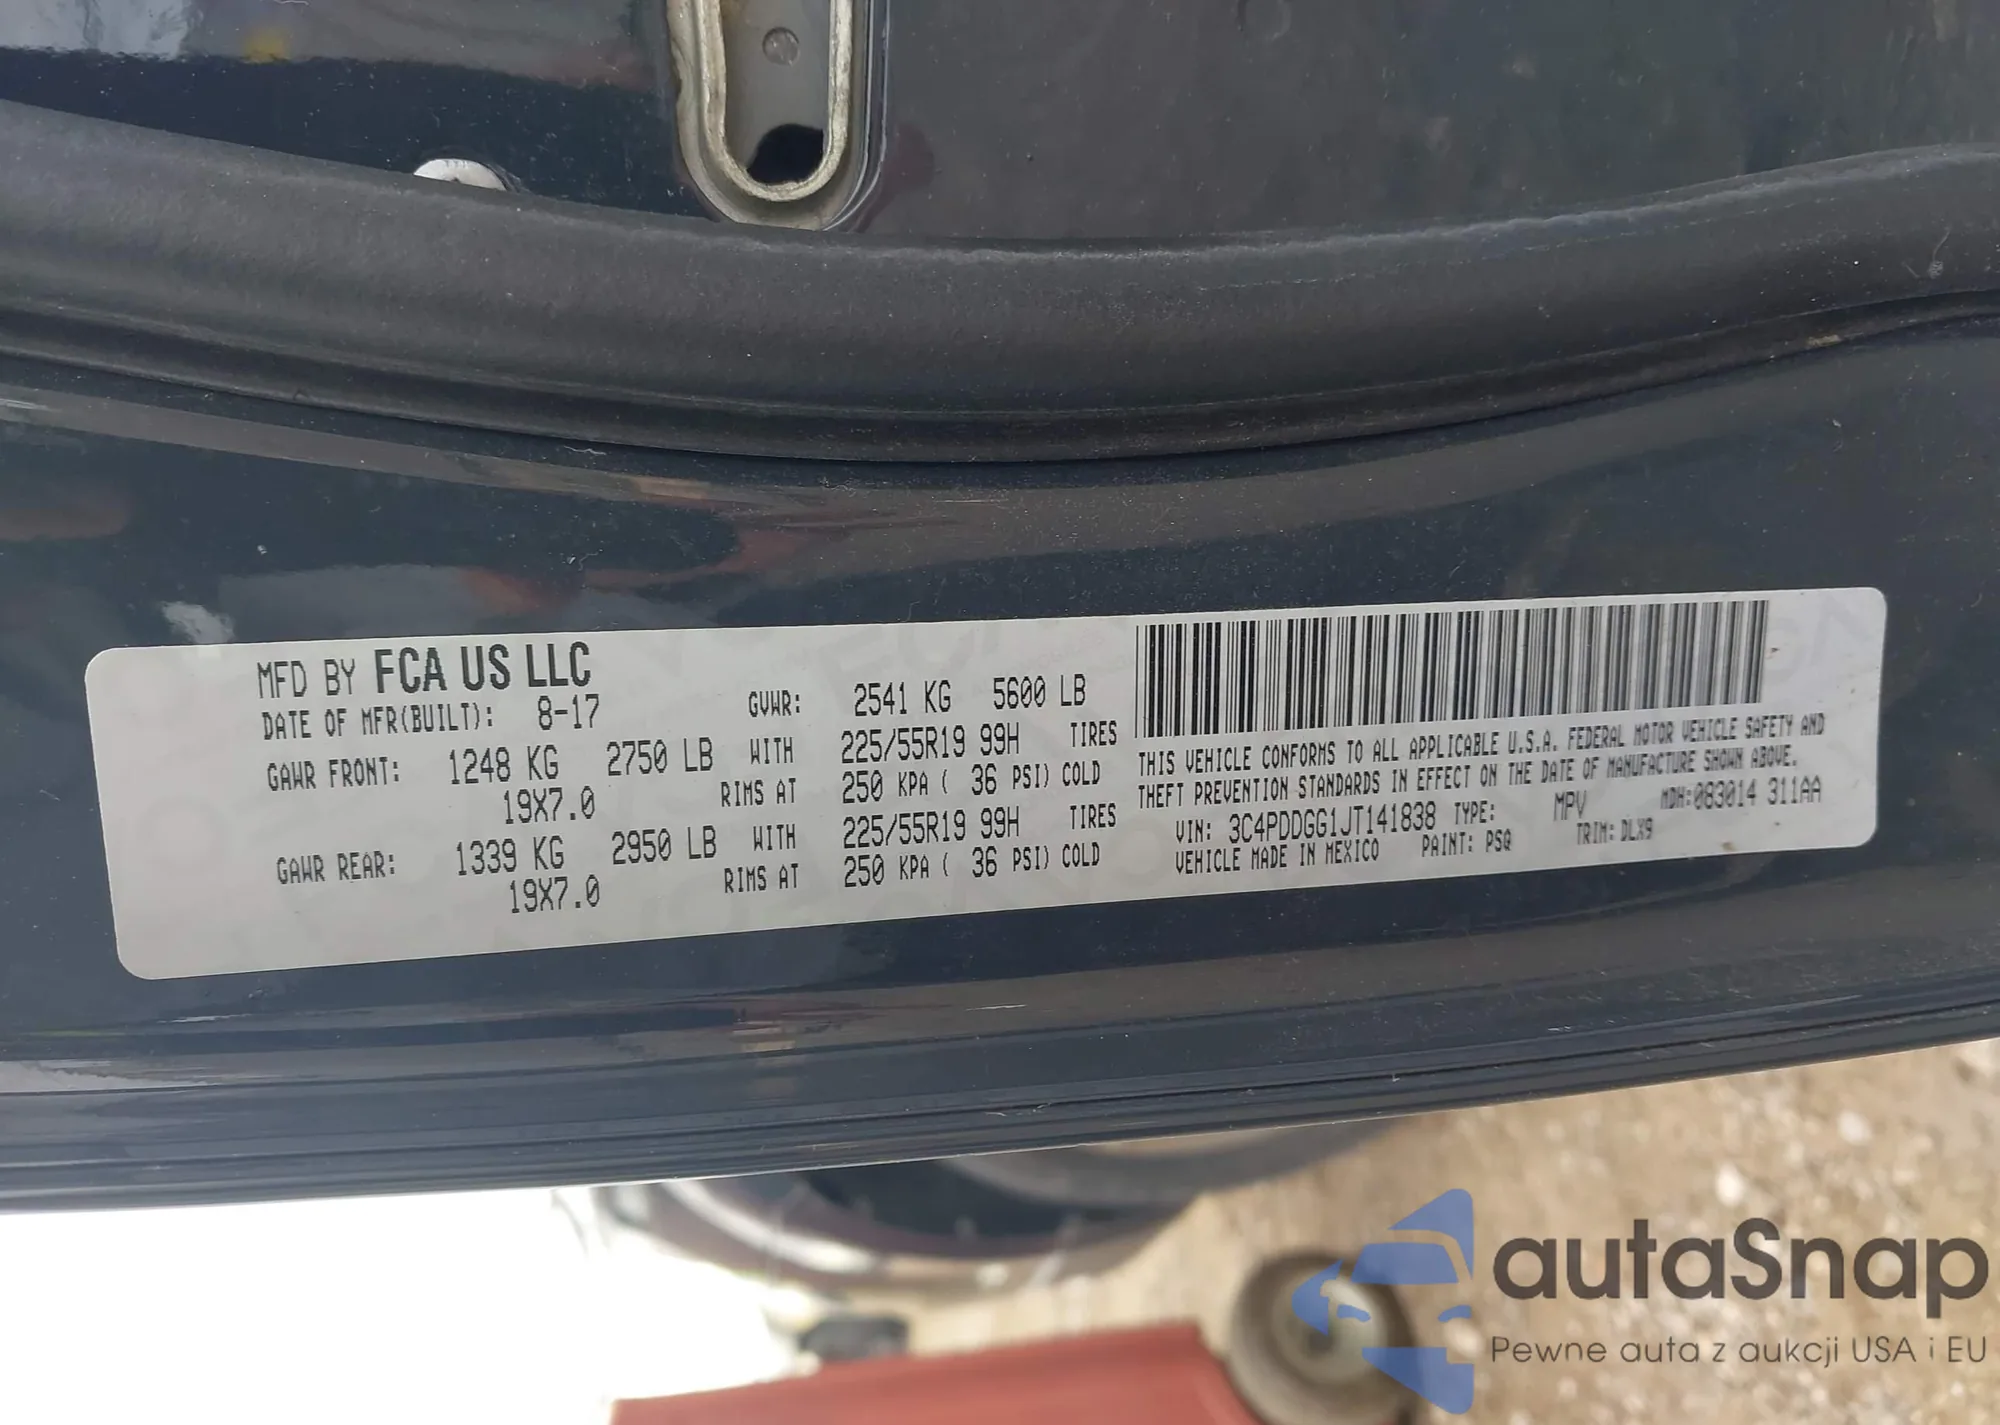 MFD BY FCA US LLC
DATE OF MFR(BUILT): 8-17 GVWR: 2541 KG 5600 LB
GAWR FRONT: 1248 KG 2750 LB WITH 225/55R19 99H TIRES
19X7.0 RIMS AT 250 KPA ( 36 PSI) COLD
GAWR REAR: 1339 KG 2950 LB WITH 225/55R19 99H TIRES
19X7.0 RIMS AT 250 KPA ( 36 PSI) COLD
THIS VEHICLE CONFORMS TO ALL APPLICABLE U.S.A. FEDERAL MOTOR VEHICLE SAFETY AND
THEFT PREVENTION STANDARDS IN EFFECT ON THE DATE OF MANUFACTURE SHOWN ABOVE.
VIN: 3C4PDDGG1JT141838 TYPE: MPV MDH:083014 311AA
VEHICLE MADE IN MEXICO PAINT: PSQ TRIM: DLX9
autaSnap
Pewne auta z aukcji USA i EU